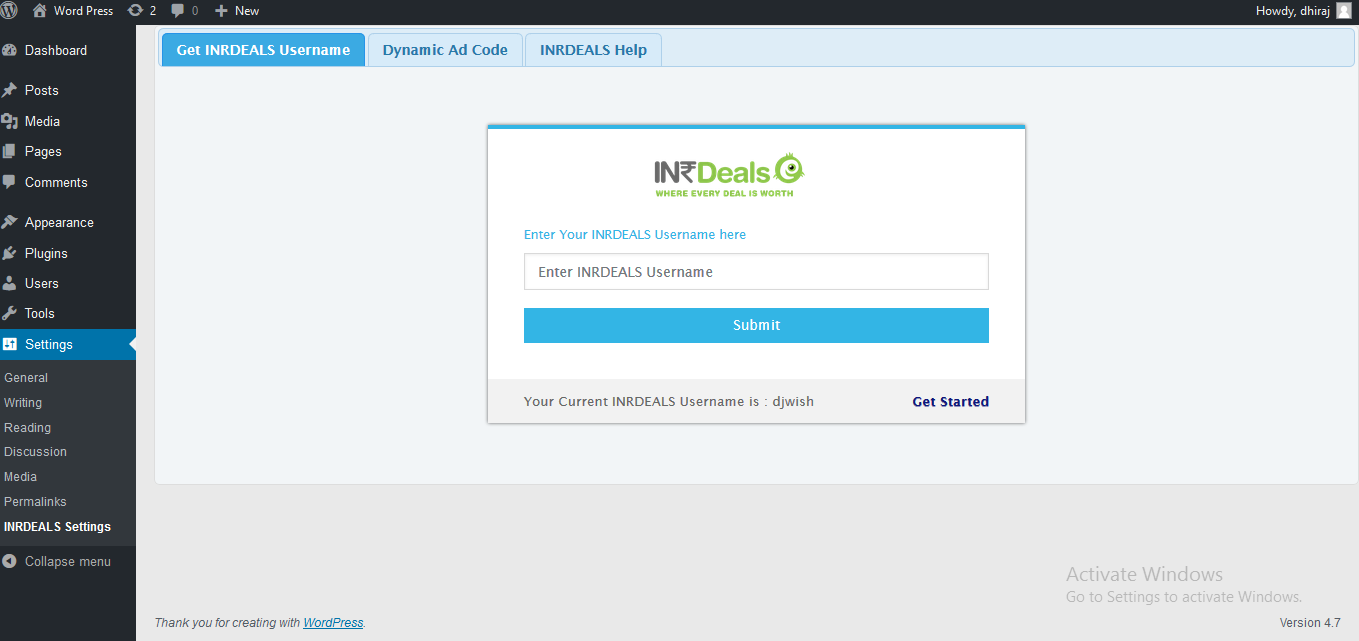 Word Press 2 0 New Howdy, dhiraj
Dashboard
Posts
Media
Pages
Comments
Appearance
Plugins
Users
Tools
Settings
General
Writing
Reading
Discussion
Media
Permalinks
INRDEALS Settings
Collapse menu
Get INRDEALS Username Dynamic Ad Code INRDEALS Help
IN₹Deals
WHERE EVERY DEAL IS WORTH
Enter Your INRDEALS Username here
Enter INRDEALS Username
Submit
Your Current INRDEALS Username is : djwish Get Started
Activate Windows
Go to Settings to activate Windows.
Thank you for creating with WordPress. Version 4.7